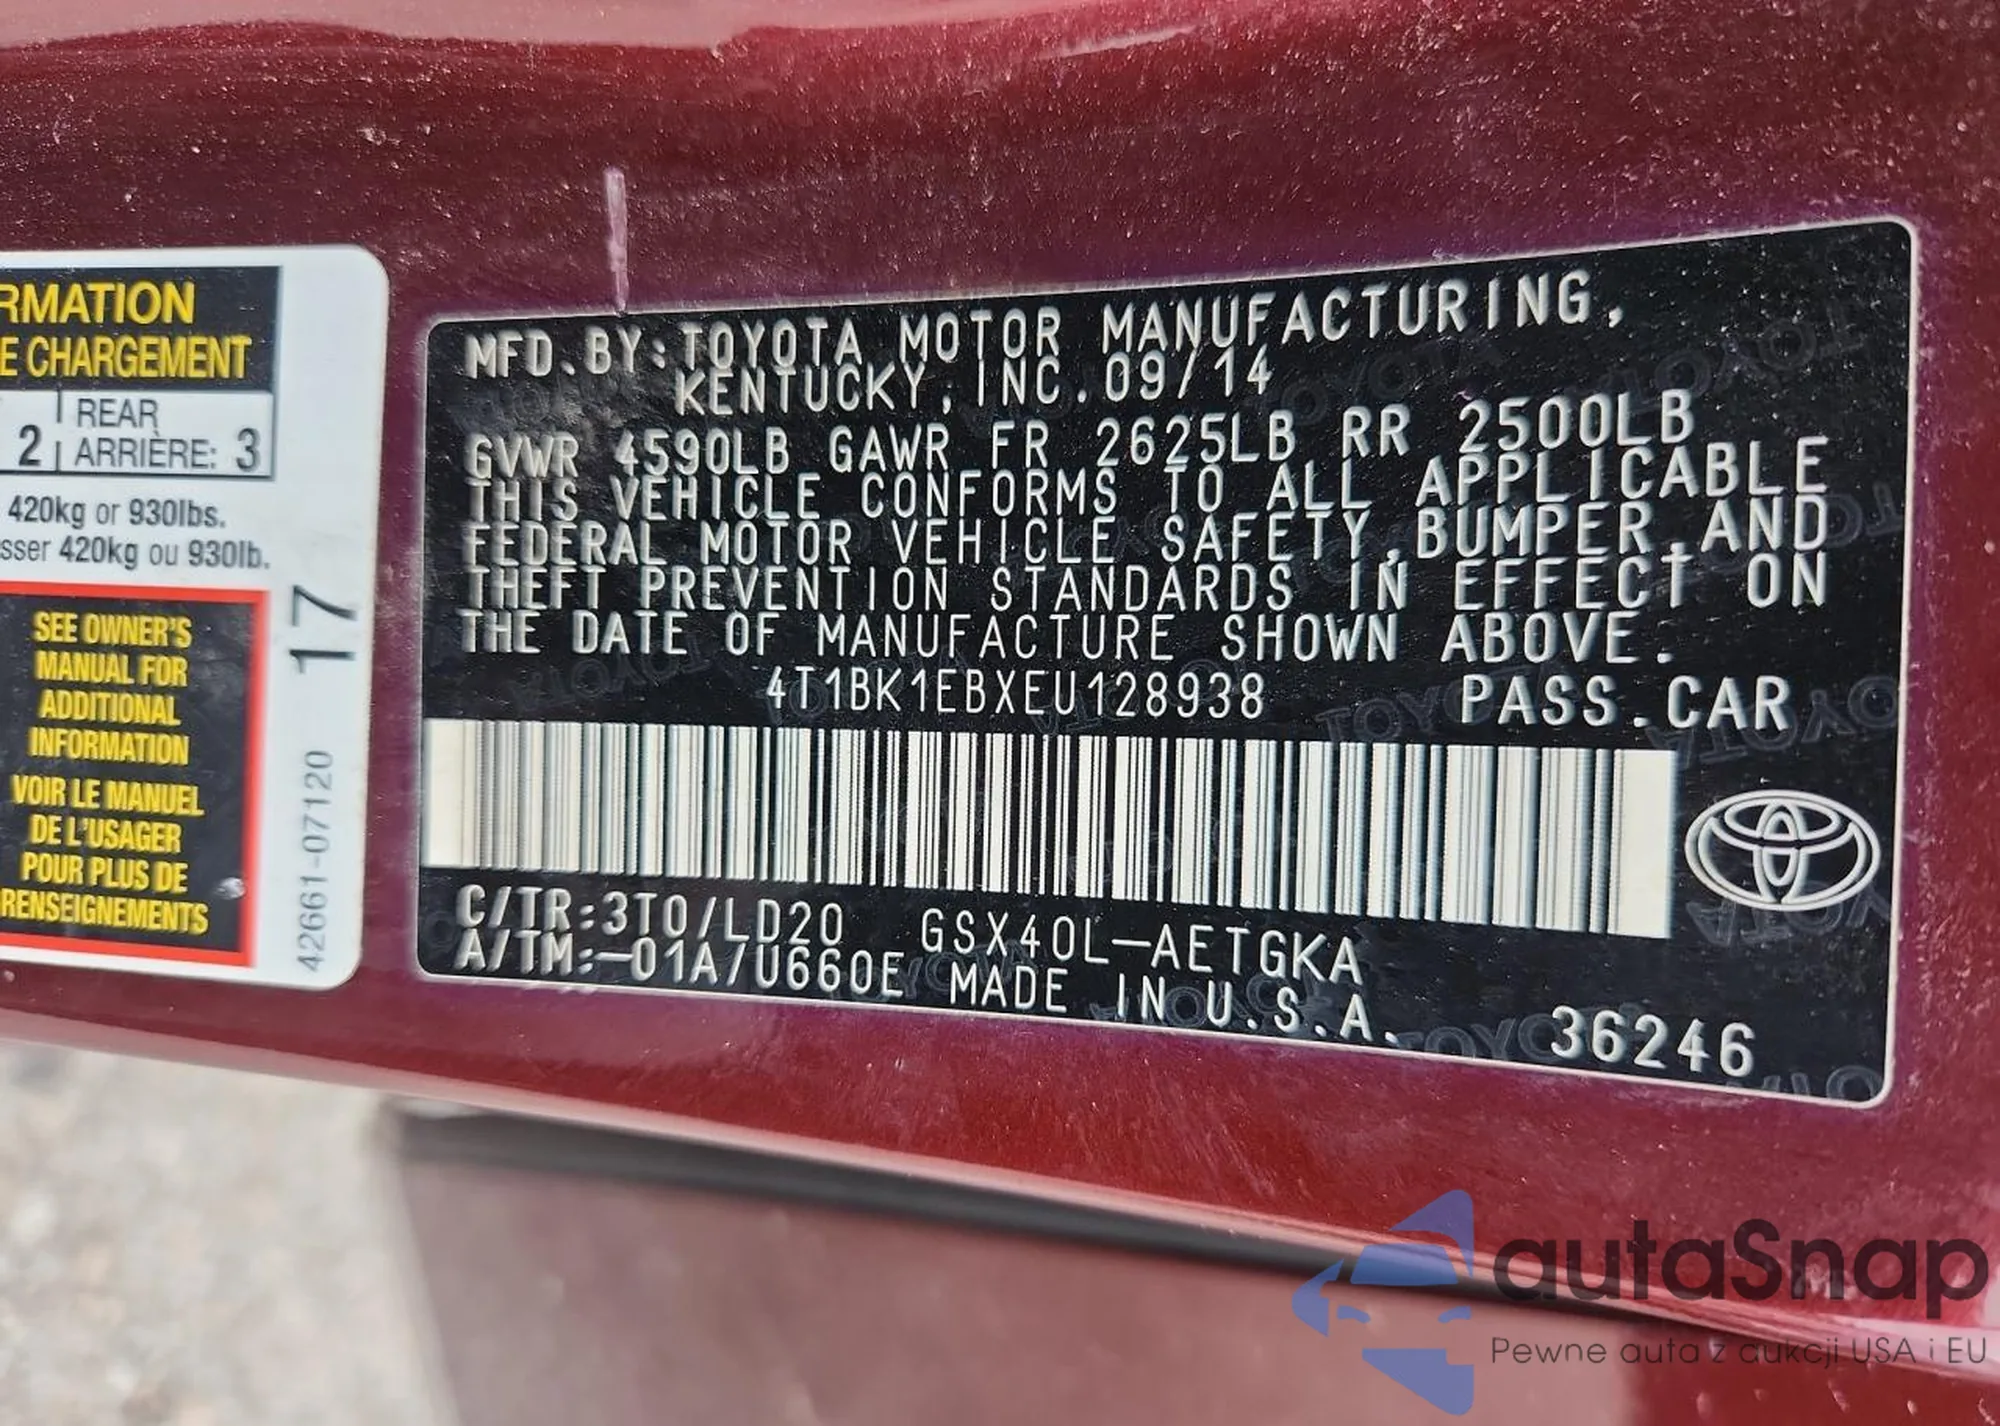 RMATION
E CHARGEMENT
2 REAR
ARRIÈRE: 3
420kg or 930lbs.
sser 420kg ou 930lb.
SEE OWNER'S
MANUAL FOR
ADDITIONAL
INFORMATION
VOIR LE MANUEL
DE L'USAGER
POUR PLUS DE
RENSEIGNEMENTS
17
42661-07120
MFD.BY:TOYOTA MOTOR MANUFACTURING,
KENTUCKY,INC.09/14
GVWR 4590LB GAWR FR 2625LB RR 2500LB
THIS VEHICLE CONFORMS TO ALL APPLICABLE
FEDERAL MOTOR VEHICLE SAFETY,BUMPER,AND
THEFT PREVENTION STANDARDS IN EFFECT ON
THE DATE OF MANUFACTURE SHOWN ABOVE.
4T1BK1EBXEU128938 PASS.CAR
C/TR:3T0/LD20 GSX40L-AETGKA
A/TM:-01A/U660E MADE IN U.S.A.
36246
autaSnap
Pewne auta z aukcji USA i EU